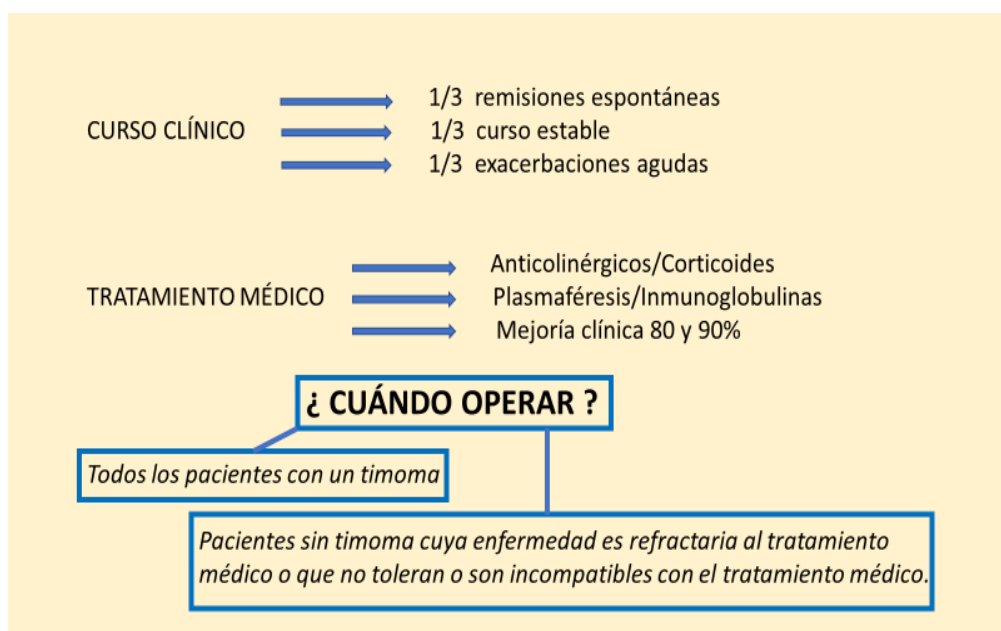 1/3 remisiones espontáneas
CURSO CLÍNICO
1/3 curso estable
1/3 exacerbaciones agudas
Anticolinérgicos/Corticoides
TRATAMIENTO MÉDICO
Plasmaféresis/Inmunoglobulinas
Mejoría clínica 80 y 90%
¿ CUÁNDO OPERAR ?
Todos los pacientes con un timoma
Pacientes sin timoma cuya enfermedad es refractaria al tratamiento
médico o que no toleran o son incompatibles con el tratamiento médico.